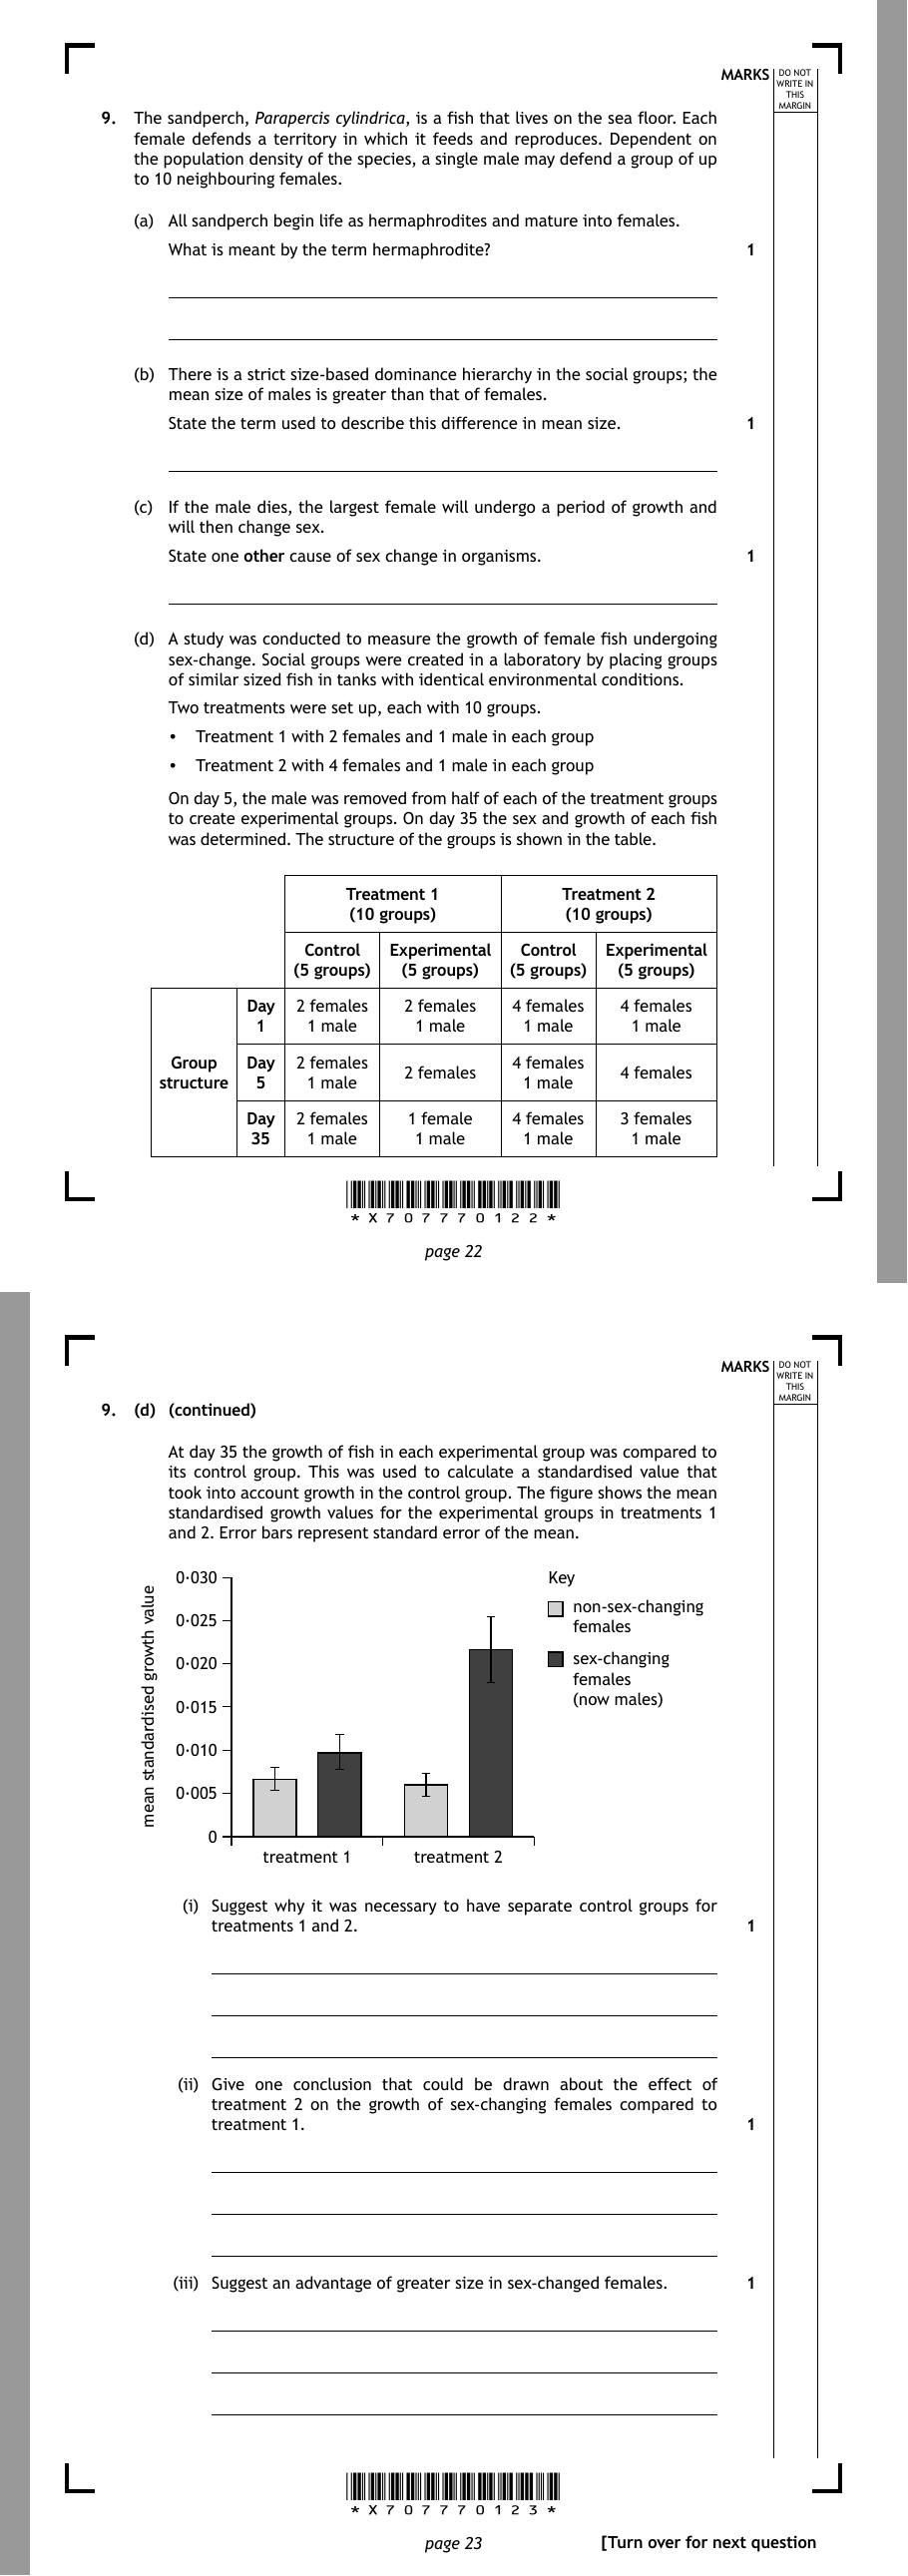 MARKS
DO NOT
WRITE IN
THIS
MARGIN
9. The sandperch, Parapercis cylindrica, is a fish that lives on the sea floor. Each
female defends a territory in which it feeds and reproduces. Dependent on
the population density of the species, a single male may defend a group of up
to 10 neighbouring females.
(a) All sandperch begin life as hermaphrodites and mature into females.
What is meant by the term hermaphrodite? 1
(b) There is a strict size-based dominance hierarchy in the social groups; the
mean size of males is greater than that of females.
State the term used to describe this difference in mean size. 1
(c) If the male dies, the largest female will undergo a period of growth and
will then change sex.
State one other cause of sex change in organisms. 1
(d) A study was conducted to measure the growth of female fish undergoing
sex-change. Social groups were created in a laboratory by placing groups
of similar sized fish in tanks with identical environmental conditions.
Two treatments were set up, each with 10 groups.
• Treatment 1 with 2 females and 1 male in each group
• Treatment 2 with 4 females and 1 male in each group
On day 5, the male was removed from half of each of the treatment groups
to create experimental groups. On day 35 the sex and growth of each fish
was determined. The structure of the groups is shown in the table.
Treatment 1 Treatment 2
(10 groups) (10 groups)
Control Experimental Control Experimental
(5 groups) (5 groups) (5 groups) (5 groups)
Group structure
Day 1 2 females 1 male 2 females 1 male 4 females 1 male 4 females 1 male
Day 5 2 females 1 male 2 females 4 females 1 male 4 females
Day 35 2 females 1 male 1 female 1 male 4 females 1 male 3 females 1 male
*X707770122*
page 22
MARKS
DO NOT
WRITE IN
THIS
MARGIN
9. (d) (continued)
At day 35 the growth of fish in each experimental group was compared to
its control group. This was used to calculate a standardised value that
took into account growth in the control group. The figure shows the mean
standardised growth values for the experimental groups in treatments 1
and 2. Error bars represent standard error of the mean.
mean standardised growth value
0·030
0·025
0·020
0·015
0·010
0·005
0
treatment 1 treatment 2
Key
non-sex-changing
females
sex-changing
females
(now males)
(i) Suggest why it was necessary to have separate control groups for
treatments 1 and 2. 1
(ii) Give one conclusion that could be drawn about the effect of
treatment 2 on the growth of sex-changing females compared to
treatment 1. 1
(iii) Suggest an advantage of greater size in sex-changed females. 1
*X707770123*
page 23
[Turn over for next question